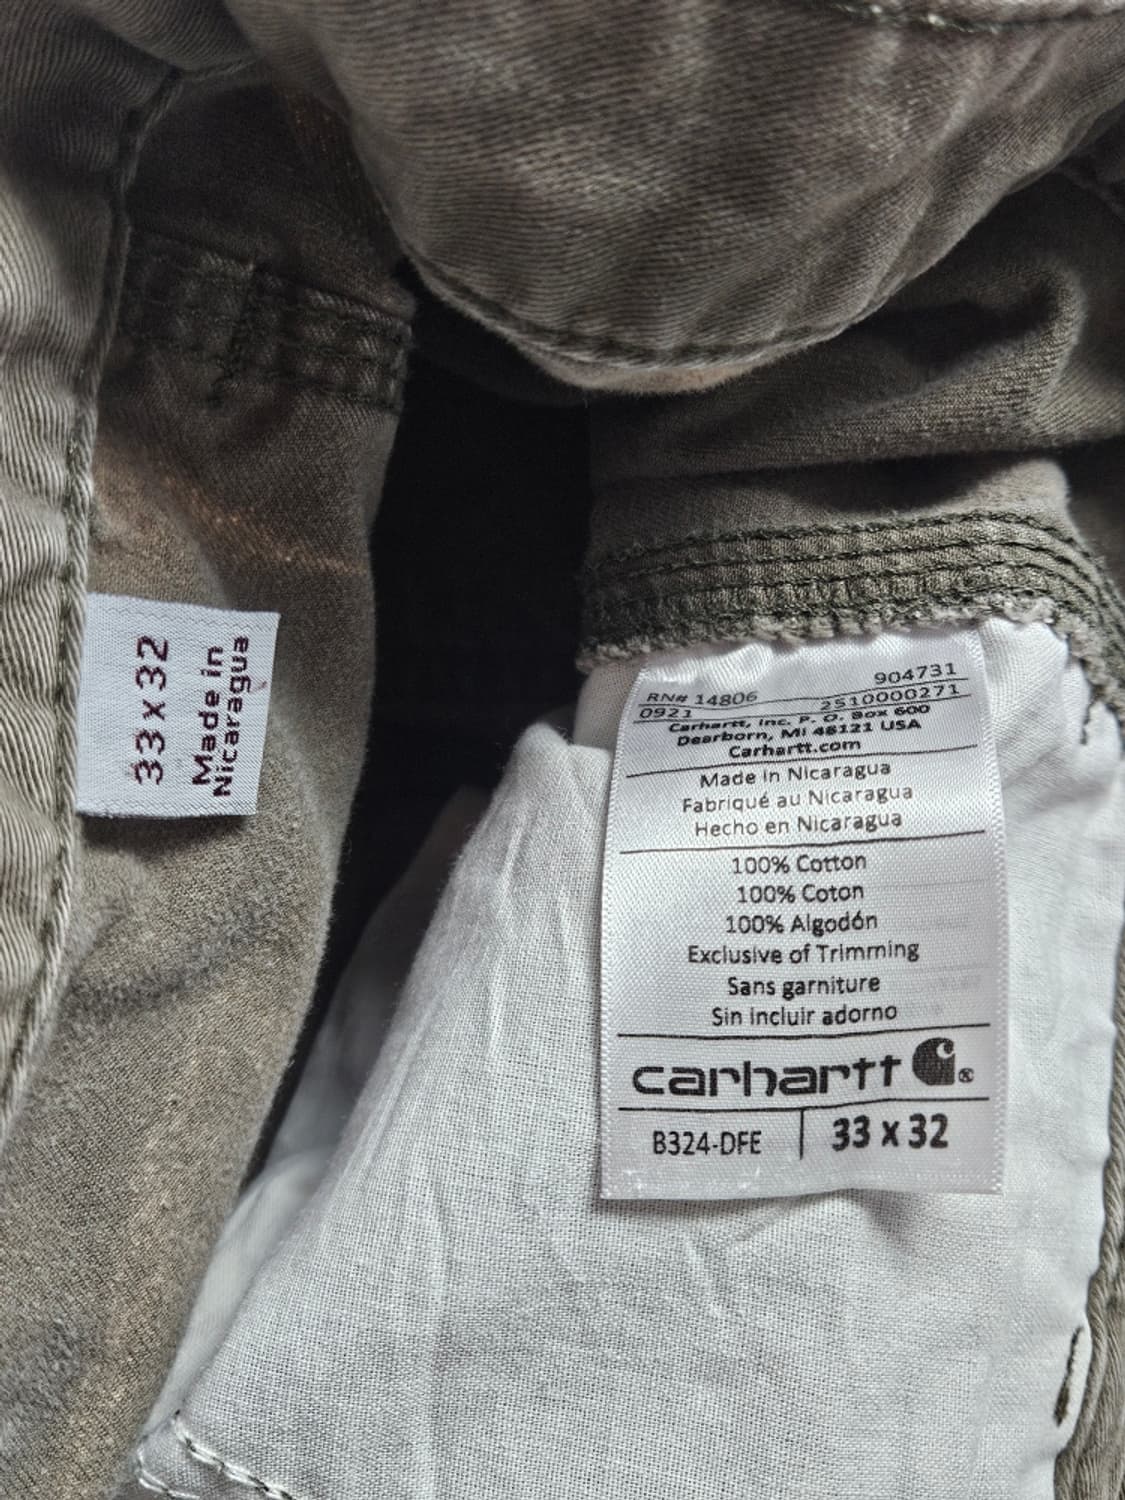 33 x 32
Made in
Nicaragua
904731
RN# 14806
2510000271
0921
Carhartt, Inc. P. O. Box 600
Dearborn, MI 48121 USA
Carhartt.com
Made in Nicaragua
Fabriqué au Nicaragua
Hecho en Nicaragua
100% Cotton
100% Coton
100% Algodón
Exclusive of Trimming
Sans garniture
Sin incluir adorno
carhartt ®
B324-DFE | 33 x 32